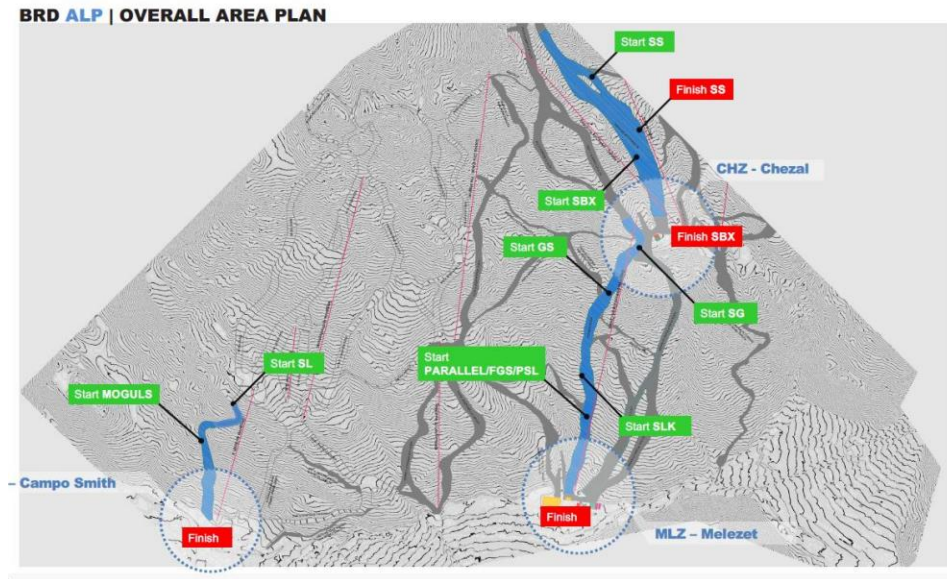 BRD ALP | OVERALL AREA PLAN
Start SS
Finish SS
CHZ - Chezal
Start SBX
Finish SBX
Start GS
Start SG
Start
PARALLEL/FGS/PSL
Start SL
Start MOGULS
Start SLK
– Campo Smith
Finish
Finish
MLZ – Melezet